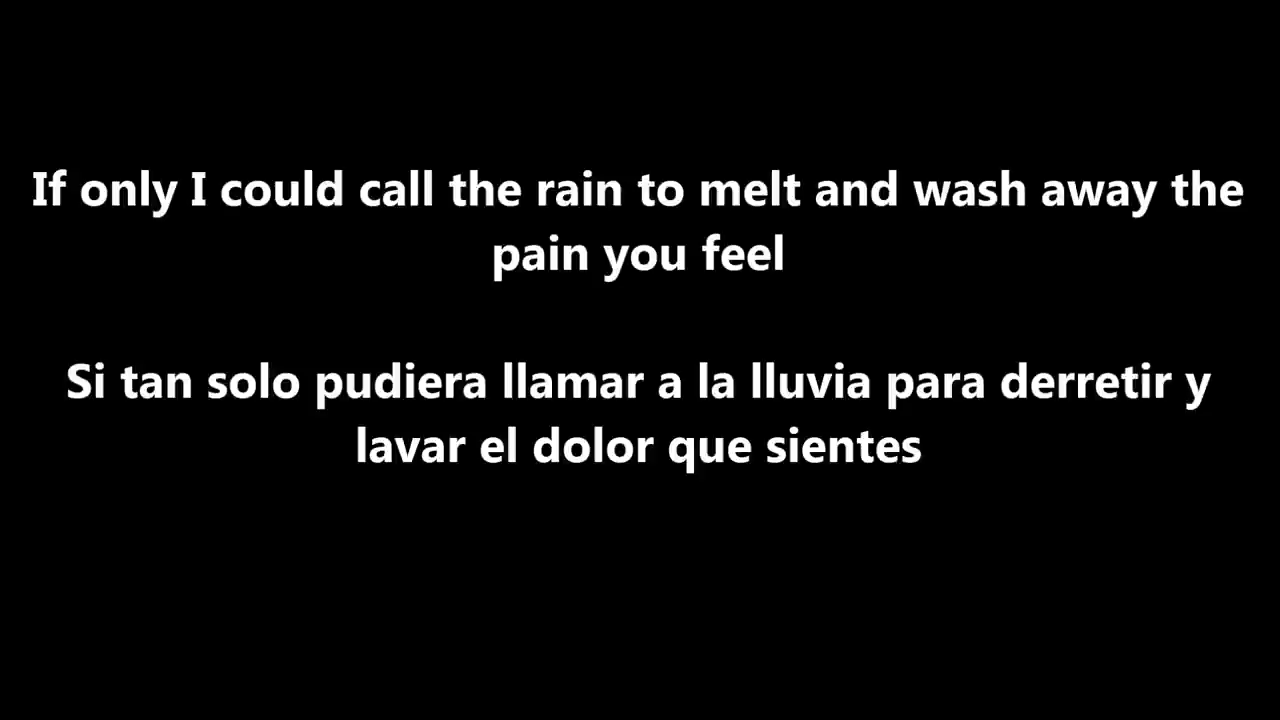 If only I could call the rain to melt and wash away the
pain you feel
Si tan solo pudiera llamar a la lluvia para derretir y
lavar el dolor que sientes